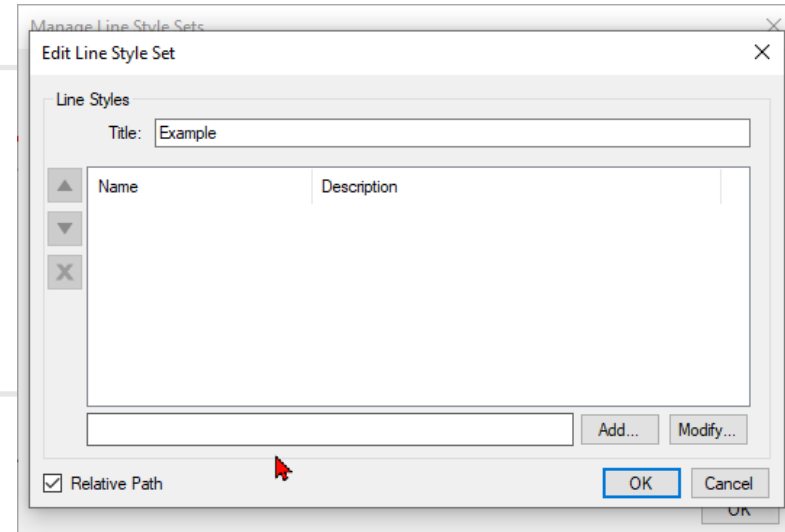 Manage Line Style Sets
Edit Line Style Set
Line Styles
Title: Example
Name Description
Add... Modify...
Relative Path OK Cancel
OK